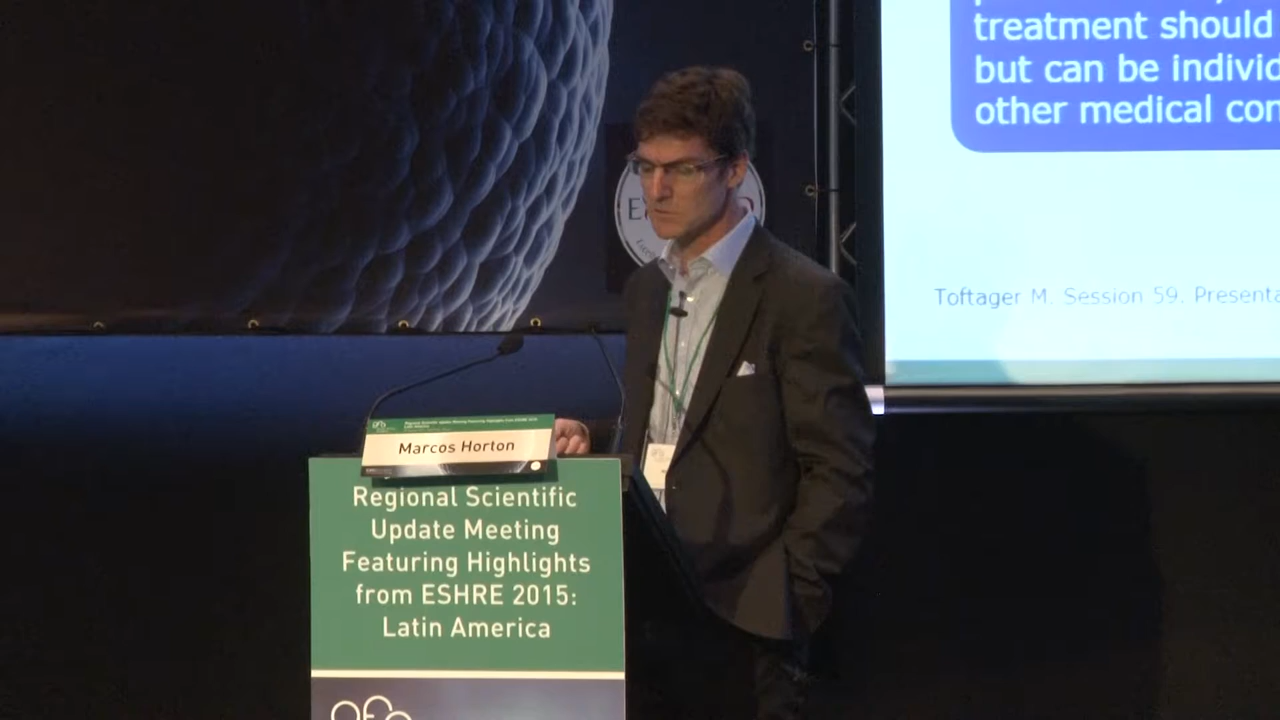 treatment should
but can be individ
other medical con
Toftager M. Session 59. Presenta
Marcos Horton
Regional Scientific
Update Meeting
Featuring Highlights
from ESHRE 2015:
Latin America